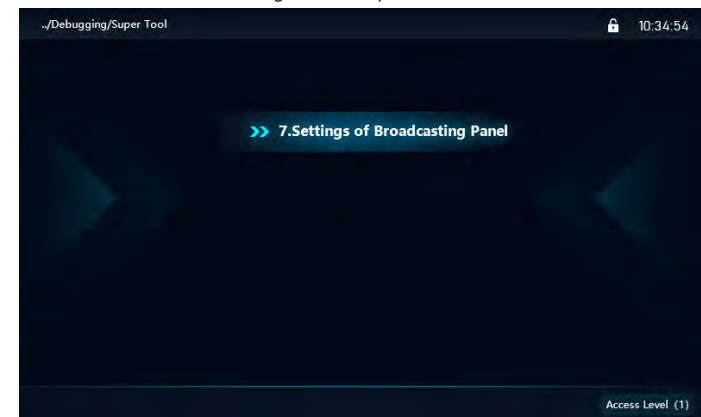 ../Debugging/Super Tool
10:34:54
7.Settings of Broadcasting Panel
Access Level (1)